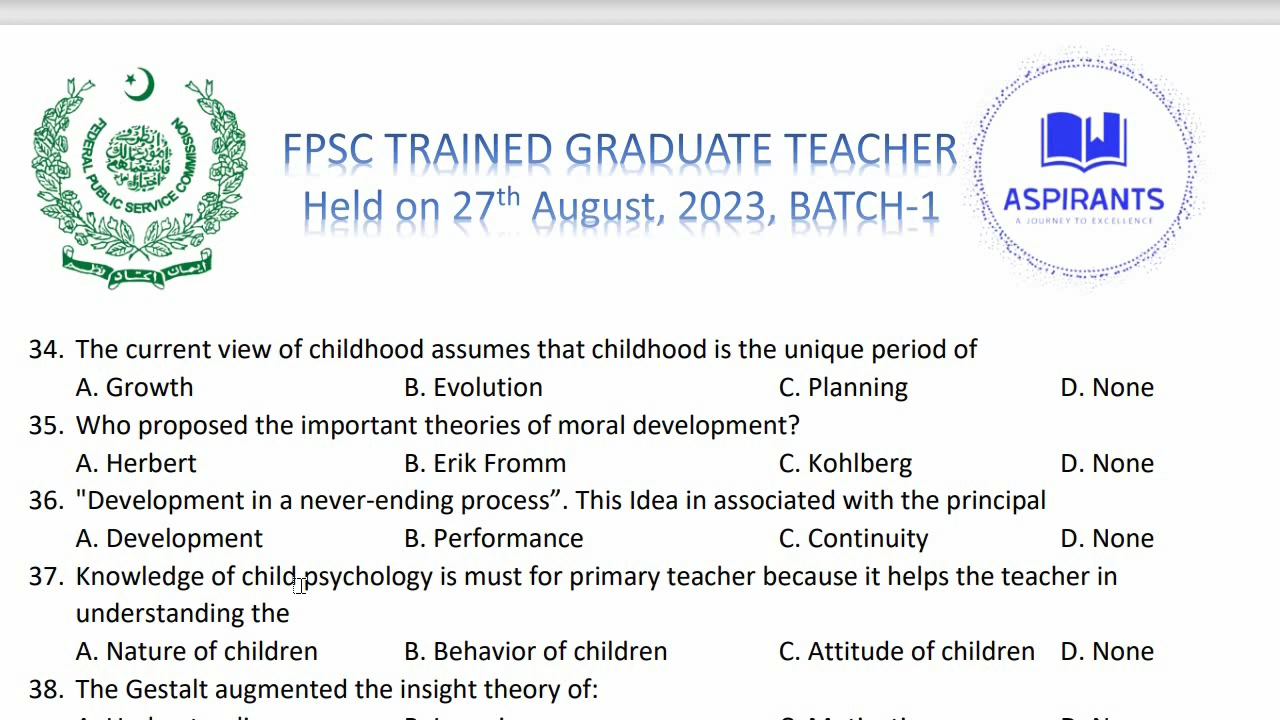 FEDERAL PUBLIC SERVICE COMMISSION
FPSC TRAINED GRADUATE TEACHER
Held on 27th August, 2023, BATCH-1
ASPIRANTS
A JOURNEY TO EXCELLENCE
34. The current view of childhood assumes that childhood is the unique period of
A. Growth B. Evolution C. Planning D. None
35. Who proposed the important theories of moral development?
A. Herbert B. Erik Fromm C. Kohlberg D. None
36. "Development in a never-ending process”. This Idea in associated with the principal
A. Development B. Performance C. Continuity D. None
37. Knowledge of child psychology is must for primary teacher because it helps the teacher in
understanding the
A. Nature of children B. Behavior of children C. Attitude of children D. None
38. The Gestalt augmented the insight theory of: